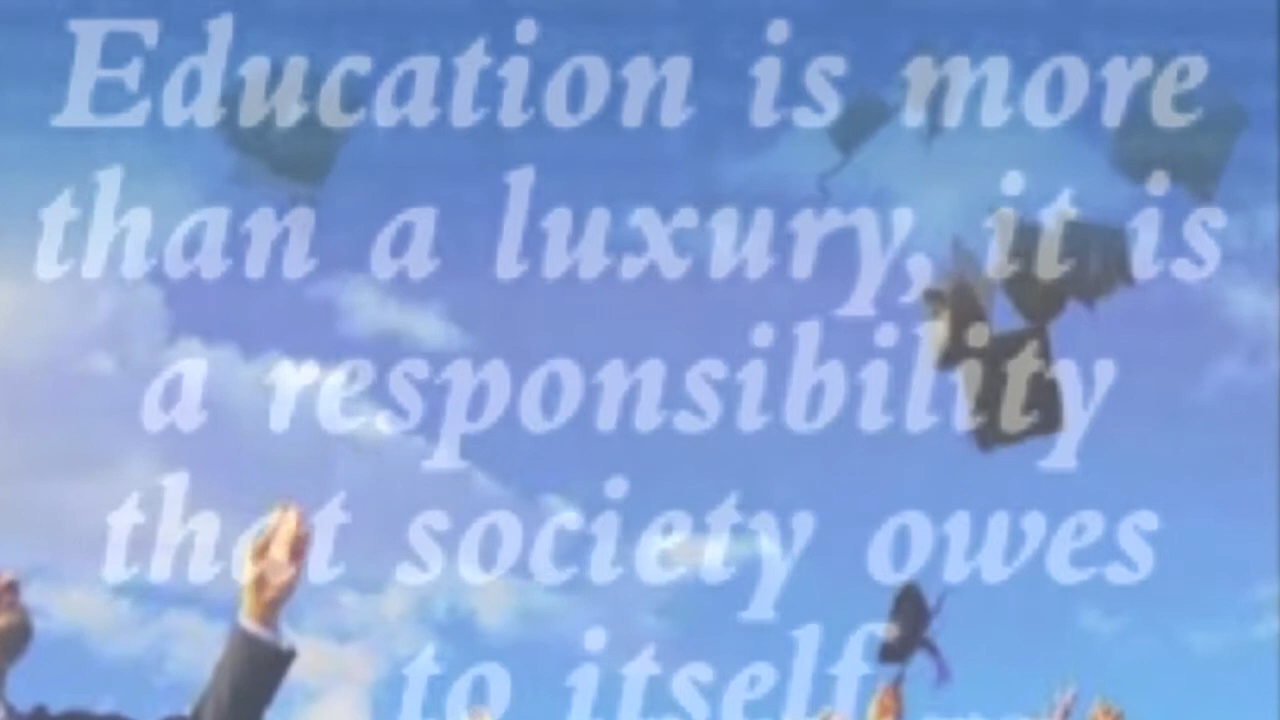 Education is more
than a luxury, it is
a responsibility
that society owes
to itself